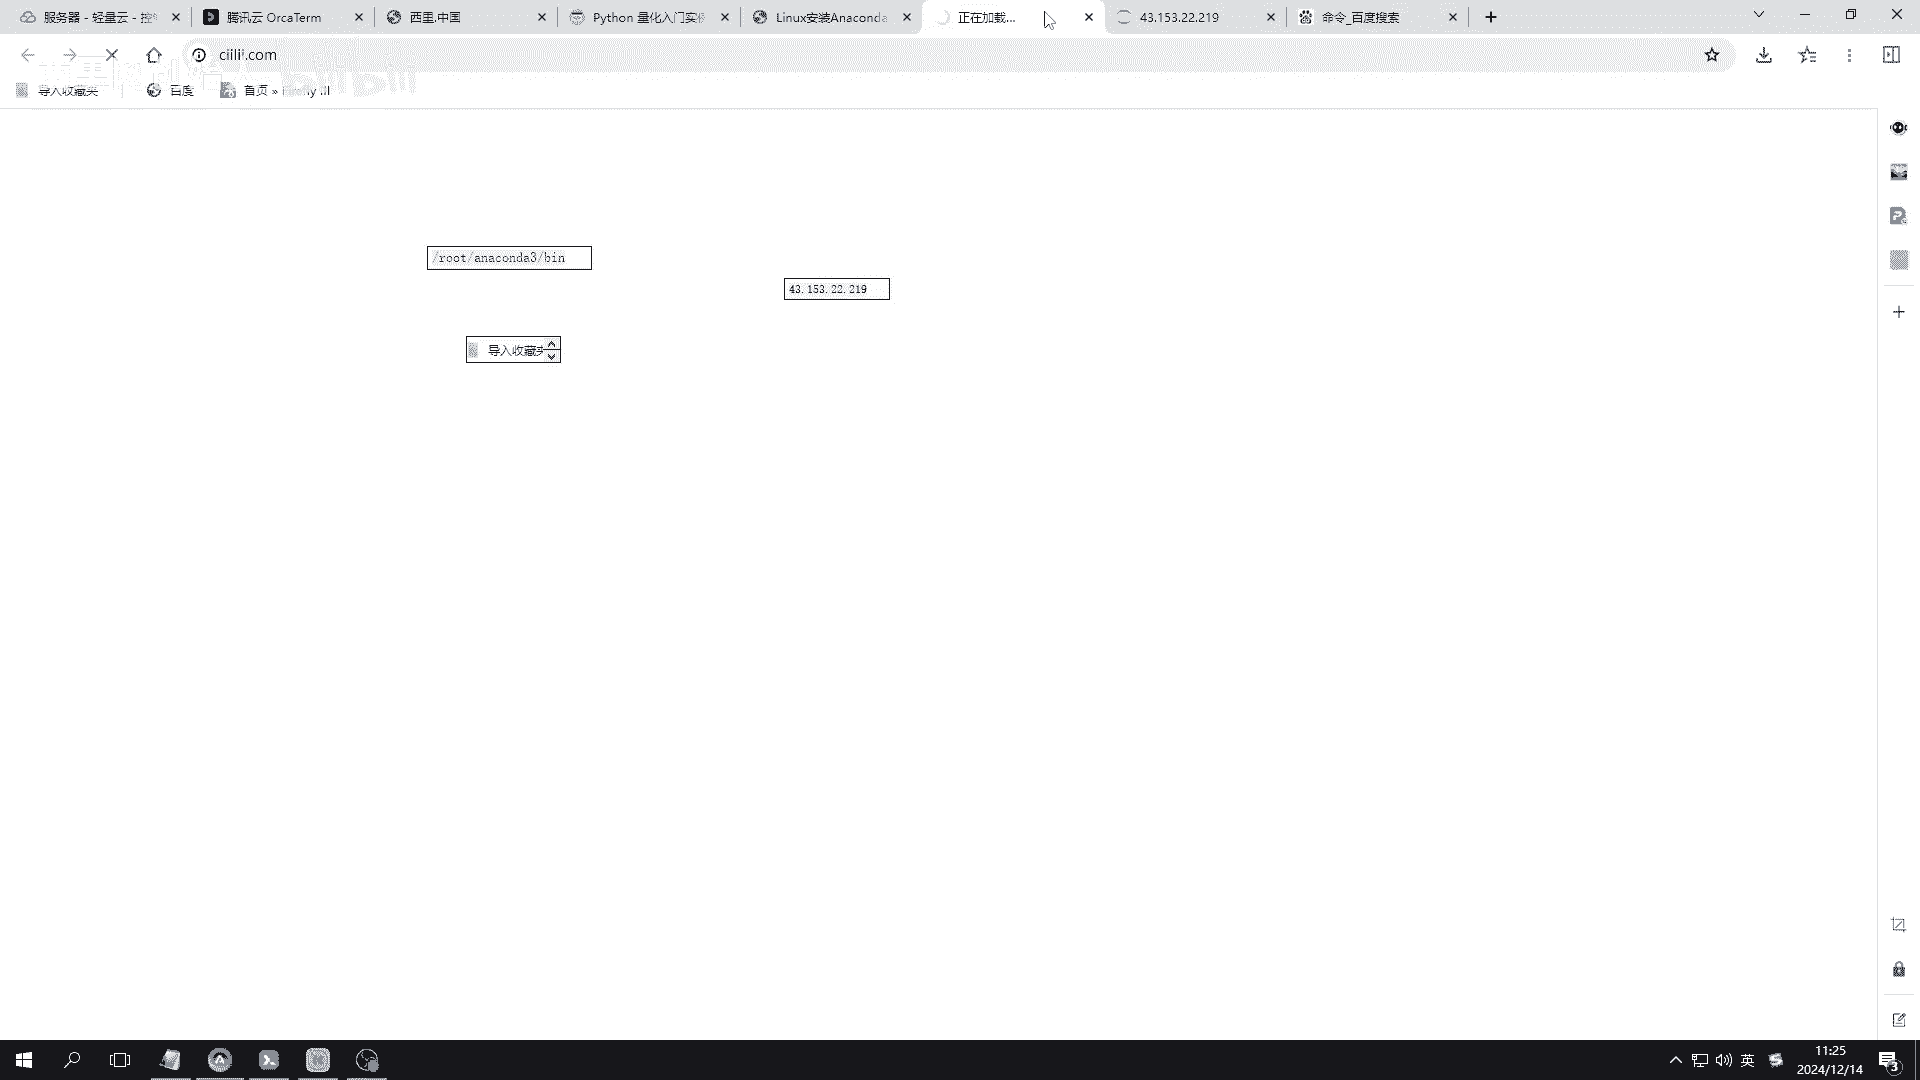 服务器 - 轻量云 - 控
腾讯云 OrcaTerm
西里.中国
Python 量化入门实例
Linux安装Anaconda
正在加载...
43.153.22.219
命令_百度搜索
ciilii.com
导入收藏夹
百度
首页 »
/root/anaconda3/bin
43.153.22.219
导入收藏夹
英
11:25
2024/12/14
3